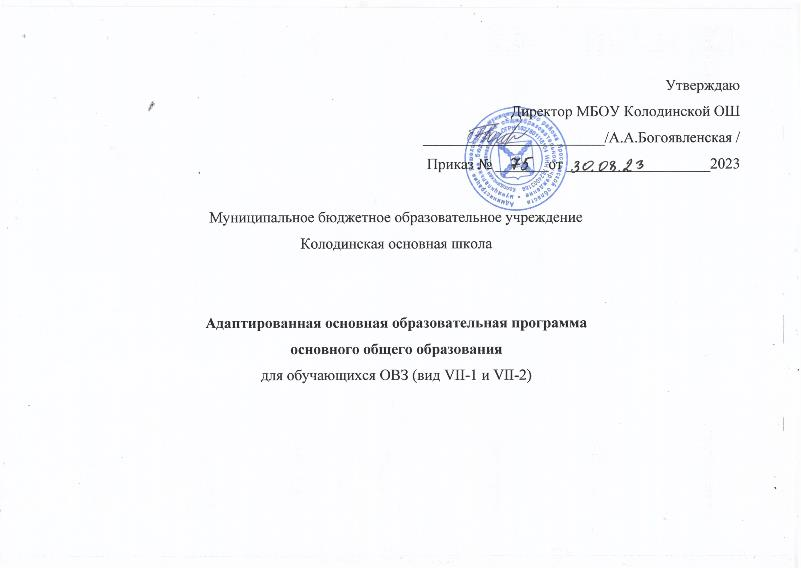 Утверждаю
Директор МБОУ Колодинской ОШ
/А.А.Богоявленская /
Приказ № 75 от 30.08.23 2023
Муниципальное бюджетное образовательное учреждение
Колодинская основная школа
Адаптированная основная образовательная программа
основного общего образования
для обучающихся ОВЗ (вид VII-1 и VII-2)